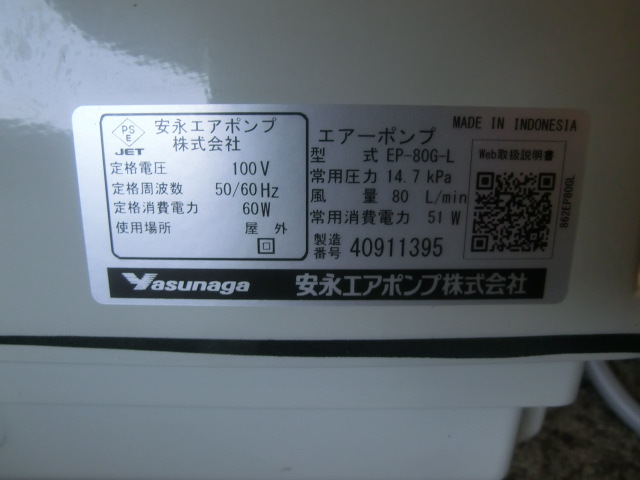 PS
E
JET
安永エアポンプ
株式会社
定格電圧 100V
定格周波数 50/60Hz
定格消費電力 60W
使用場所 屋外
エアーポンプ
MADE IN INDONESIA
型式 EP-80G-L
常用圧力 14.7 kPa
風量 80 L/min
常用消費電力 51 W
製造
番号 40911395
Web取扱説明書
862EP80GL
Yasunaga 安永エアポンプ株式会社